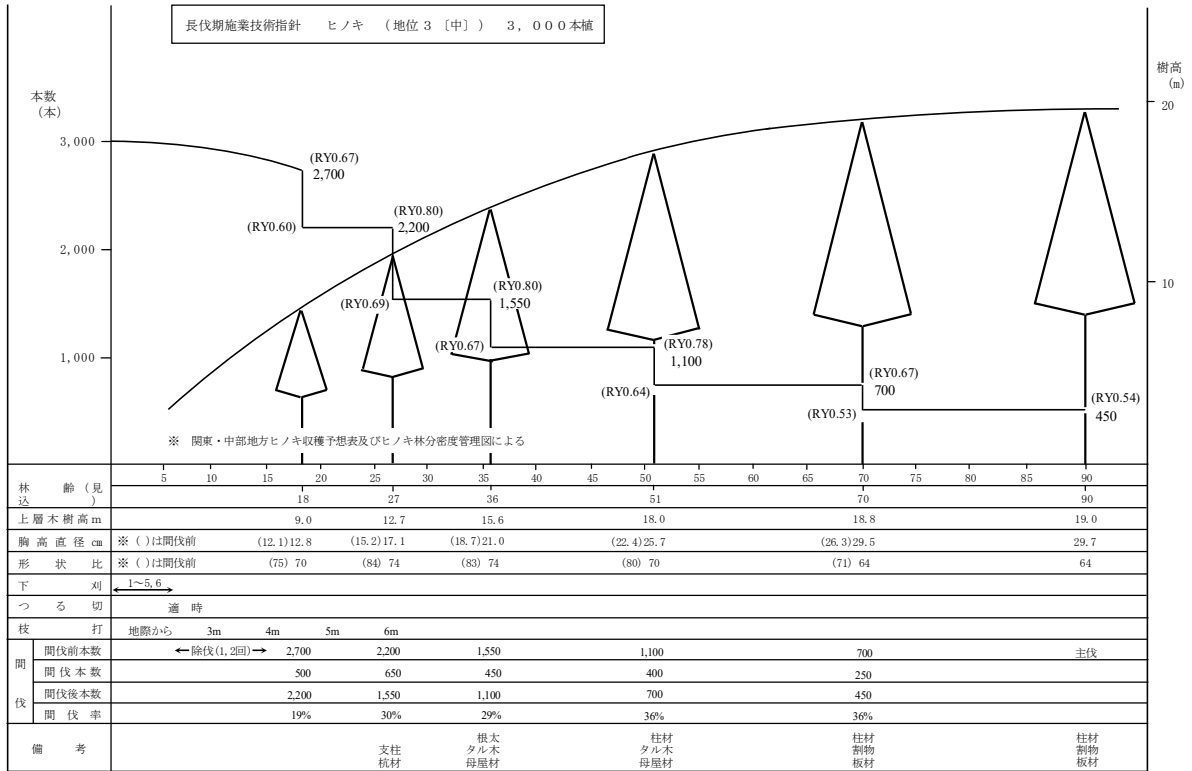 長伐期施業技術指針 ヒノキ （地位３〔中〕） ３，０００本植
本数
(本)
樹高
(m)
3,000
2,000
1,000
20
10
(RY0.67)
2,700
(RY0.60)
(RY0.80)
2,200
(RY0.69)
(RY0.80)
1,550
(RY0.67)
(RY0.78)
1,100
(RY0.64)
(RY0.67)
700
(RY0.53)
(RY0.54)
450
※ 関東・中部地方ヒノキ収穫予想表及びヒノキ林分密度管理図による
5 10 15 20 25 30 35 40 45 50 55 60 65 70 75 80 85 90
林齢(見込)
18 27 36 51 70 90
上層木樹高m 9.0 12.7 15.6 18.0 18.8 19.0
胸高直径cm ※ ( )は間伐前 (12.1)12.8 (15.2)17.1 (18.7)21.0 (22.4)25.7 (26.3)29.5 29.7
形状比 ※ ( )は間伐前 (75) 70 (84) 74 (83) 74 (80) 70 (71) 64 64
下刈 1～5,6
つる切 適時
枝打 地際から 3m 4m 5m 6m
間伐
間伐前本数 ←除伐(1,2回)→ 2,700 2,200 1,550 1,100 700 主伐
間伐本数 500 650 450 400 250
間伐後本数 2,200 1,550 1,100 700 450
間伐率 19% 30% 29% 36% 36%
備考
支柱
杭材
根太
タル木
母屋材
柱材
タル木
母屋材
柱材
割物
板材
柱材
割物
板材